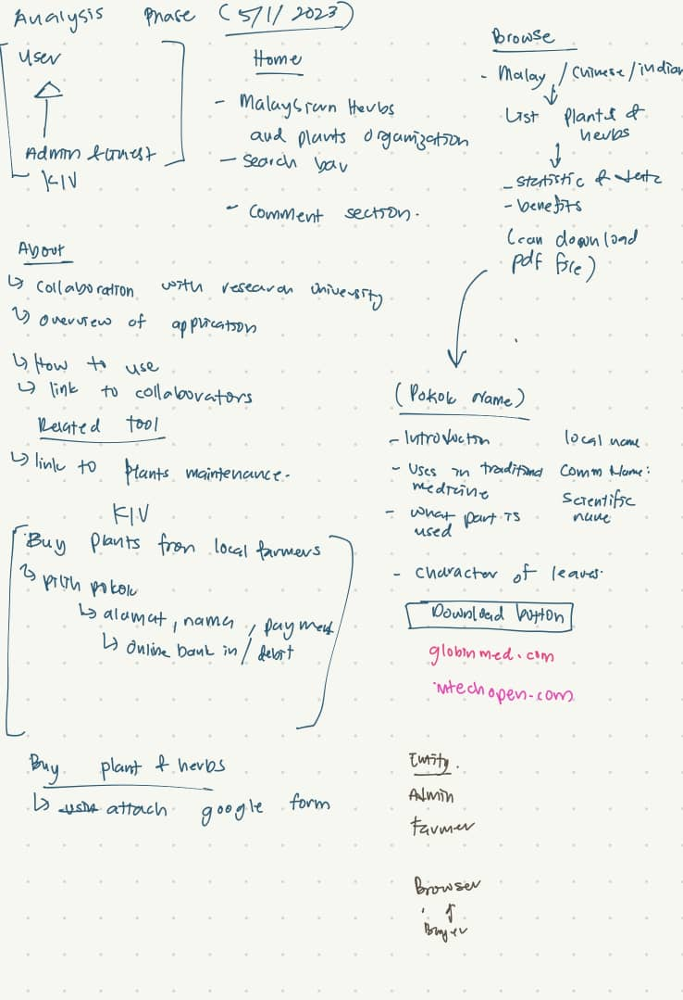 Analysis Phase (5/1/2023)
User
Admin & Guest
KIV
Home
- Malaysian Herbs
and plants organization
- Search bar
- Comment section.
Browse
- Malay / Chinese / indian
List plants &
herbs
- Statistic &
- benefits
(can download
pdf file)
About
↳ Collaboration with research university
↳ overview of application
↳ How to use
↳ link to collaborators
Related tool
↳ link to plants maintenance.
KIV
Buy plants from local farmers
↳ pilih pokok
↳ alamat, nama, payment
↳ Online bank in / debit
Buy plant & herbs
↳ attach google form
(Pokok Name)
- Introduction
- Uses in traditional
medicine
- What part is
used
- Character of leaves.
local name
Comm Name:
Scientific
name
Download button
globinmed.com
intechopen.com
Entity.
Admin
Farmer
Browser
Buyer